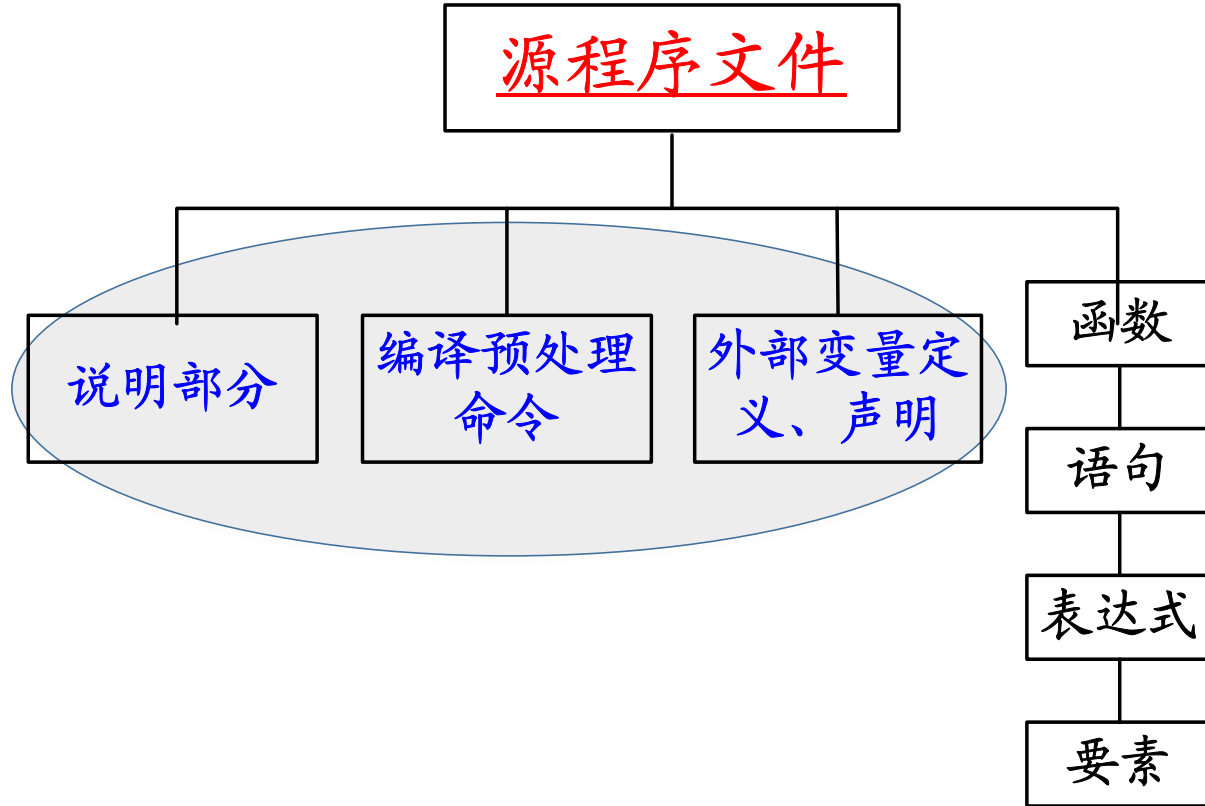 源程序文件
说明部分
编译预处理
命令
外部变量定
义、声明
函数
语句
表达式
要素